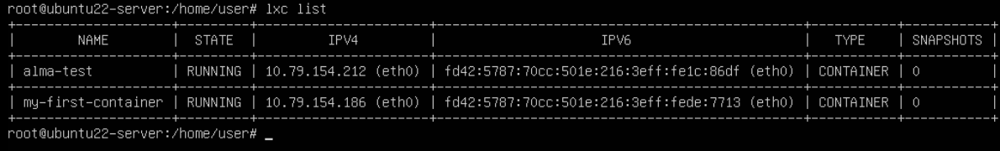 root@ubuntu22-server:/home/user# lxc list
+--------------------+---------+----------------------+-----------------------------------------------+-----------+-----------+
| NAME | STATE | IPV4 | IPV6 | TYPE | SNAPSHOTS |
+--------------------+---------+----------------------+-----------------------------------------------+-----------+-----------+
| alma-test | RUNNING | 10.79.154.212 (eth0) | fd42:5787:70cc:501e:216:3eff:fe1c:86df (eth0) | CONTAINER | 0 |
+--------------------+---------+----------------------+-----------------------------------------------+-----------+-----------+
| my-first-container | RUNNING | 10.79.154.186 (eth0) | fd42:5787:70cc:501e:216:3eff:fede:7713 (eth0) | CONTAINER | 0 |
+--------------------+---------+----------------------+-----------------------------------------------+-----------+-----------+
root@ubuntu22-server:/home/user# _